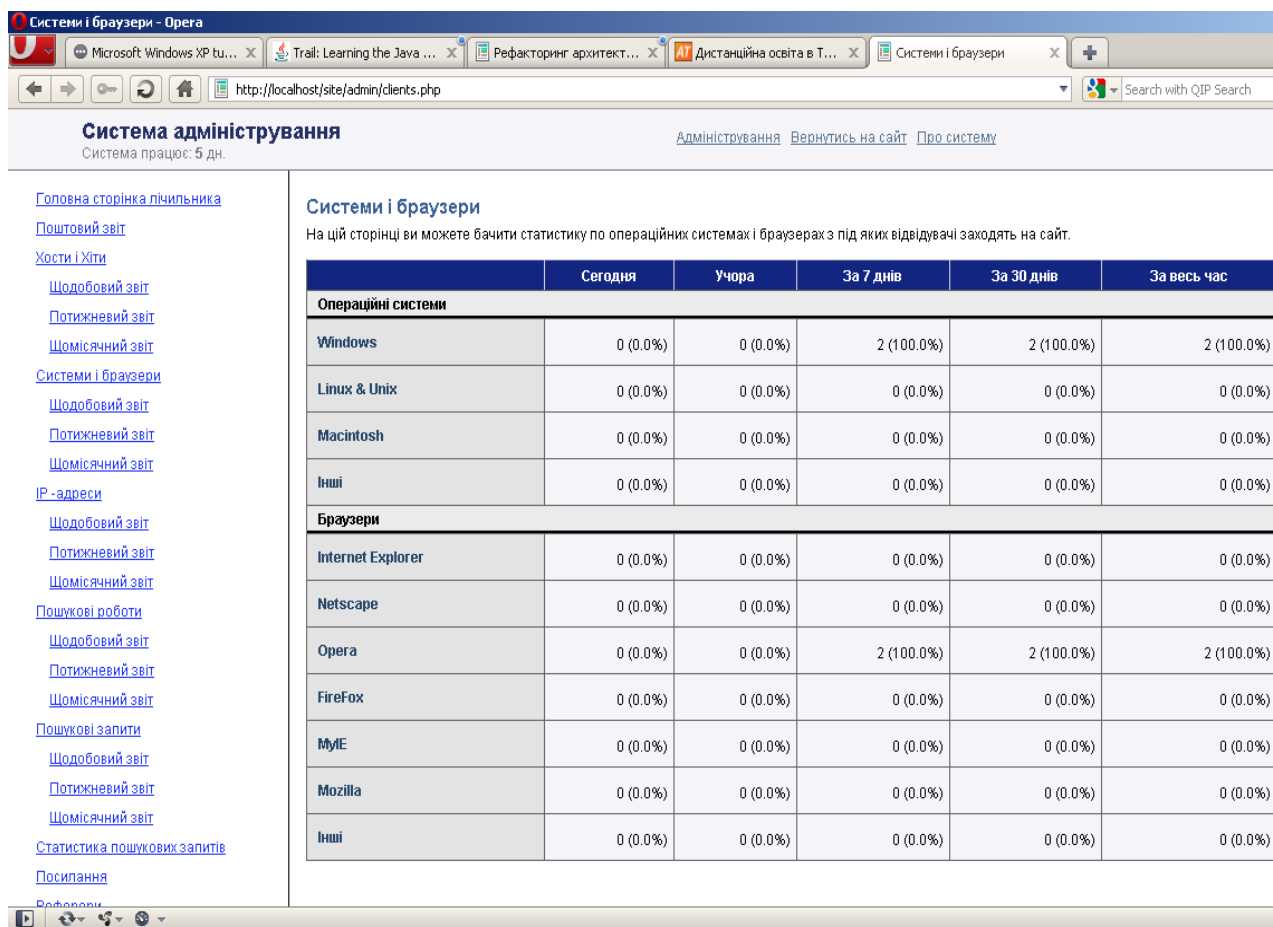 Системи і браузери - Opera
Microsoft Windows XP tu...
Trail: Learning the Java ...
Рефакторинг архитект...
Дистанційна освіта в Т...
Системи і браузери
http://localhost/site/admin/clients.php
Search with QIP Search
Система адміністрування
Система працює: 5 дн.
Адміністрування Вернутись на сайт Про систему
Головна сторінка лічильника
Поштовий звіт
Хости і Хіти
Щодобовий звіт
Потижневий звіт
Щомісячний звіт
Системи і браузери
Щодобовий звіт
Потижневий звіт
Щомісячний звіт
IP -адреси
Щодобовий звіт
Потижневий звіт
Щомісячний звіт
Пошукові роботи
Щодобовий звіт
Потижневий звіт
Щомісячний звіт
Пошукові запити
Щодобовий звіт
Потижневий звіт
Щомісячний звіт
Статистика пошукових запитів
Посилання
Системи і браузери
На цій сторінці ви можете бачити статистику по операційних системах і браузерах з під яких відвідувачі заходять на сайт.
Сегодня Учора За 7 днів За 30 днів За весь час
Операційні системи
Windows 0 (0.0%) 0 (0.0%) 2 (100.0%) 2 (100.0%) 2 (100.0%)
Linux & Unix 0 (0.0%) 0 (0.0%) 0 (0.0%) 0 (0.0%) 0 (0.0%)
Macintosh 0 (0.0%) 0 (0.0%) 0 (0.0%) 0 (0.0%) 0 (0.0%)
Інші 0 (0.0%) 0 (0.0%) 0 (0.0%) 0 (0.0%) 0 (0.0%)
Браузери
Internet Explorer 0 (0.0%) 0 (0.0%) 0 (0.0%) 0 (0.0%) 0 (0.0%)
Netscape 0 (0.0%) 0 (0.0%) 0 (0.0%) 0 (0.0%) 0 (0.0%)
Opera 0 (0.0%) 0 (0.0%) 2 (100.0%) 2 (100.0%) 2 (100.0%)
FireFox 0 (0.0%) 0 (0.0%) 0 (0.0%) 0 (0.0%) 0 (0.0%)
MyIE 0 (0.0%) 0 (0.0%) 0 (0.0%) 0 (0.0%) 0 (0.0%)
Mozilla 0 (0.0%) 0 (0.0%) 0 (0.0%) 0 (0.0%) 0 (0.0%)
Інші 0 (0.0%) 0 (0.0%) 0 (0.0%) 0 (0.0%) 0 (0.0%)